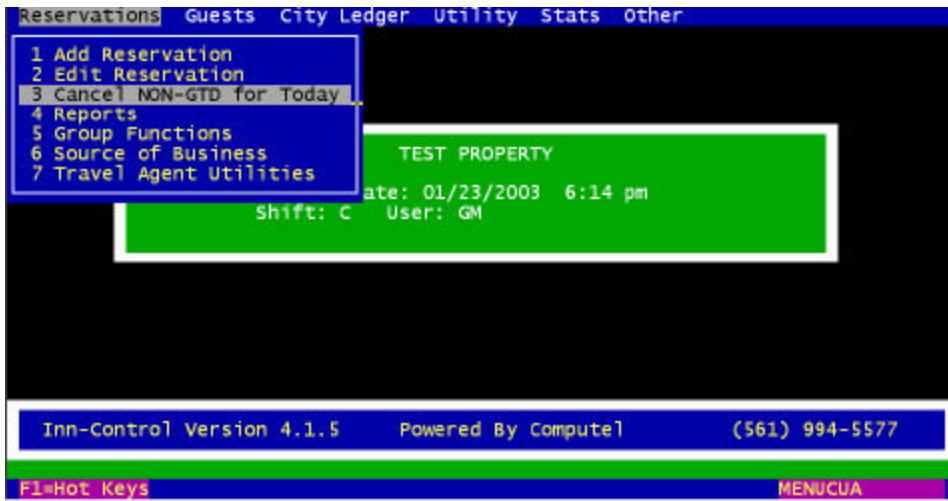 Reservations Guests City Ledger Utility Stats Other
1 Add Reservation
2 Edit Reservation
3 Cancel NON-GTD for Today
4 Reports
5 Group Functions
6 Source of Business
7 Travel Agent Utilities
TEST PROPERTY
ate: 01/23/2003 6:14 pm
Shift: C User: GM
Inn-Control Version 4.1.5 Powered By Computel (561) 994-5577
F1=Hot Keys MENUCUA